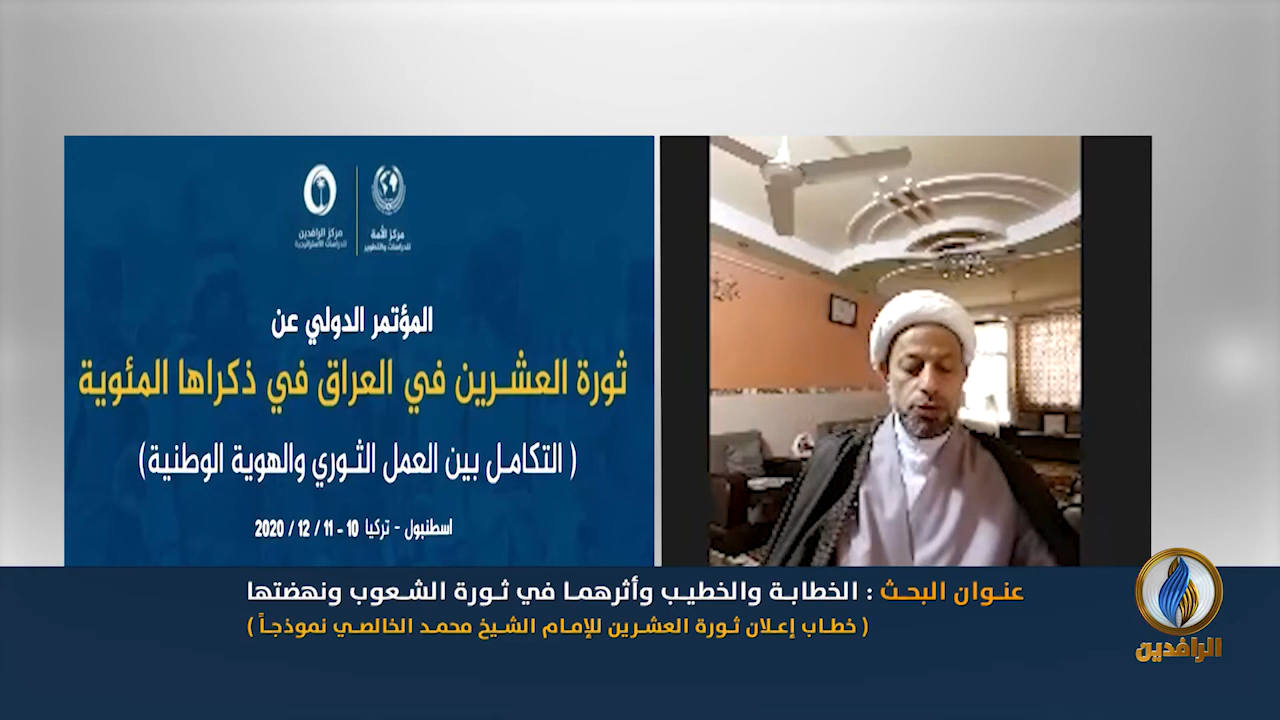 مركز الأمة
للدراسات والتطوير
مركز الرافدين
للدراسات الاستراتيجية
المؤتمر الدولي عن
ثورة العشرين في العراق في ذكراها المئوية
( التكامل بين العمل الثوري والهوية الوطنية)
اسطنبول - تركيا 10 - 11 / 12 / 2020
عنوان البحث : الخطابة والخطيب وأثرهما في ثورة الشعوب ونهضتها
( خطاب إعلان ثورة العشرين للإمام الشيخ محمد الخالصي نموذجاً )
الرافدين